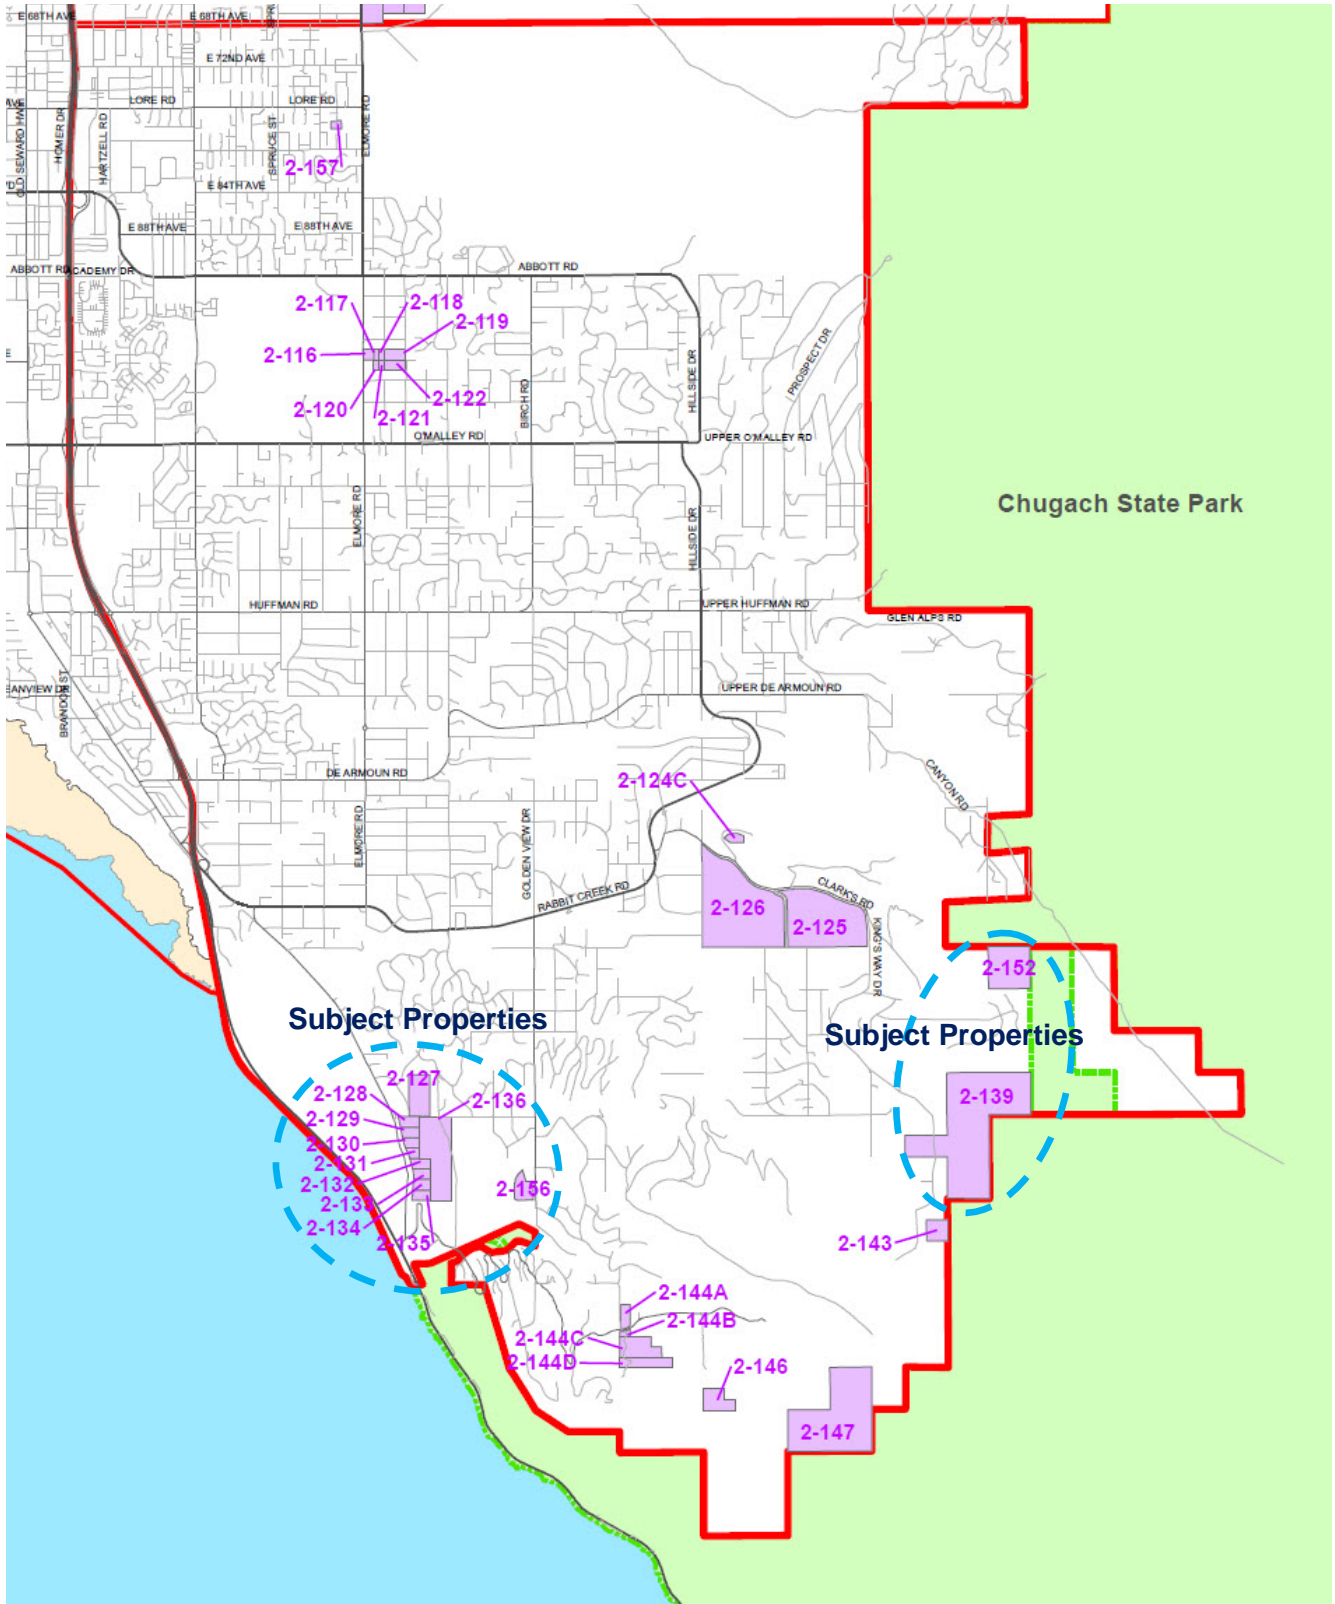 E 68TH AVE
E 68TH AVE
E 72ND AVE
LORE RD
LORE RD
OLD SEWARD HWY
HOMER DR
HARTZELL RD
SPRUCE ST
ELMORE RD
2-157
E 84TH AVE
E 88TH AVE
E 88TH AVE
ABBOTT RD
ACADEMY DR
ABBOTT RD
2-117
2-118
2-119
2-116
2-120
2-121
2-122
BIRCH RD
HILLSIDE DR
PROSPECT DR
O'MALLEY RD
UPPER O'MALLEY RD
Chugach State Park
ELMORE RD
HILLSIDE DR
HUFFMAN RD
UPPER HUFFMAN RD
GLEN ALPS RD
EANVIEW DR
BRANDON ST
UPPER DE ARMOUN RD
DE ARMOUN RD
2-124C
CANYON RD
ELMORE RD
GOLDEN VIEW DR
RABBIT CREEK RD
CLARK'S RD
2-126
2-125
KING'S WAY DR
2-152
Subject Properties
Subject Properties
2-127
2-128
2-136
2-139
2-129
2-130
2-131
2-132
2-133
2-134
2-135
2-156
2-143
2-144A
2-144B
2-144C
2-144D
2-146
2-147